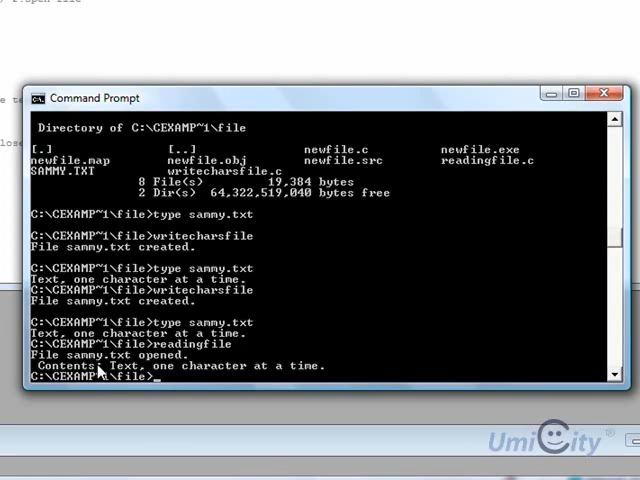 Command Prompt
Directory of C:\CEXAMP~1\file
[.] [..] newfile.c newfile.exe
newfile.map newfile.obj newfile.src readingfile.c
SAMMY.TXT writecharsfile.c
8 File(s) 19,384 bytes
2 Dir(s) 64,322,519,040 bytes free
C:\CEXAMP~1\file>type sammy.txt
C:\CEXAMP~1\file>writecharsfile
File sammy.txt created.
C:\CEXAMP~1\file>type sammy.txt
Text, one character at a time.
C:\CEXAMP~1\file>writecharsfile
File sammy.txt created.
C:\CEXAMP~1\file>type sammy.txt
Text, one character at a time.
C:\CEXAMP~1\file>readingfile
File sammy.txt opened.
Contents: Text, one character at a time.
C:\CEXAMP~1\file>_
UmiCity®